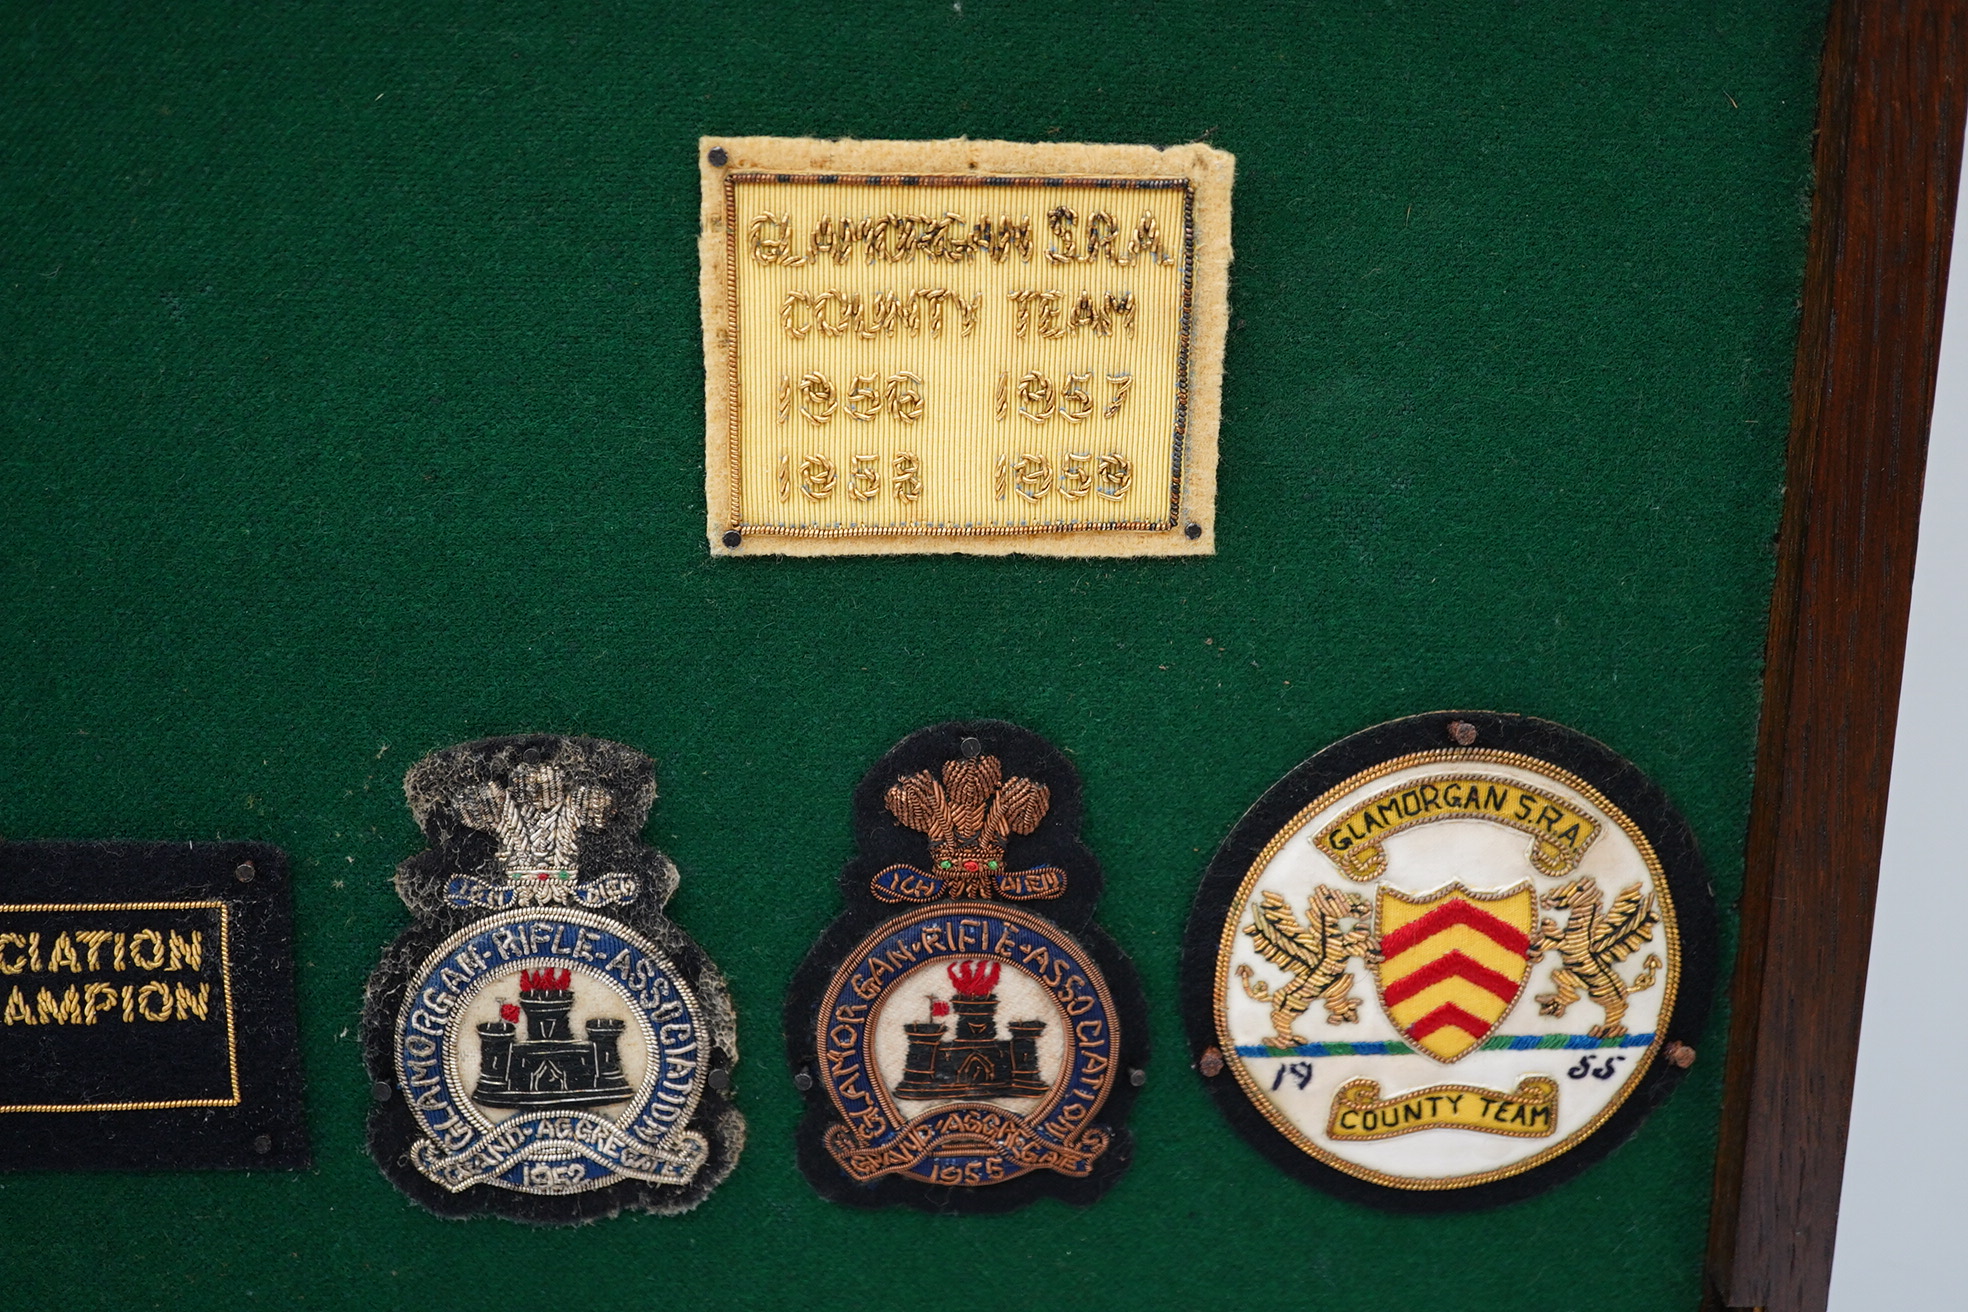 GLAMORGAN S.R.A.
COUNTY TEAM
1956 1957
1958 1959
CIATION
AMPION
ICH DIEN
GLAMORGAN-RIFLE-ASSOCIATION
GRAND-AGGREGATE
1952
ICH DIEN
GLAMORGAN-RIFLE-ASSOCIATION
GRAND-AGGREGATE
1955
GLAMORGAN S.R.A.
19 55
COUNTY TEAM